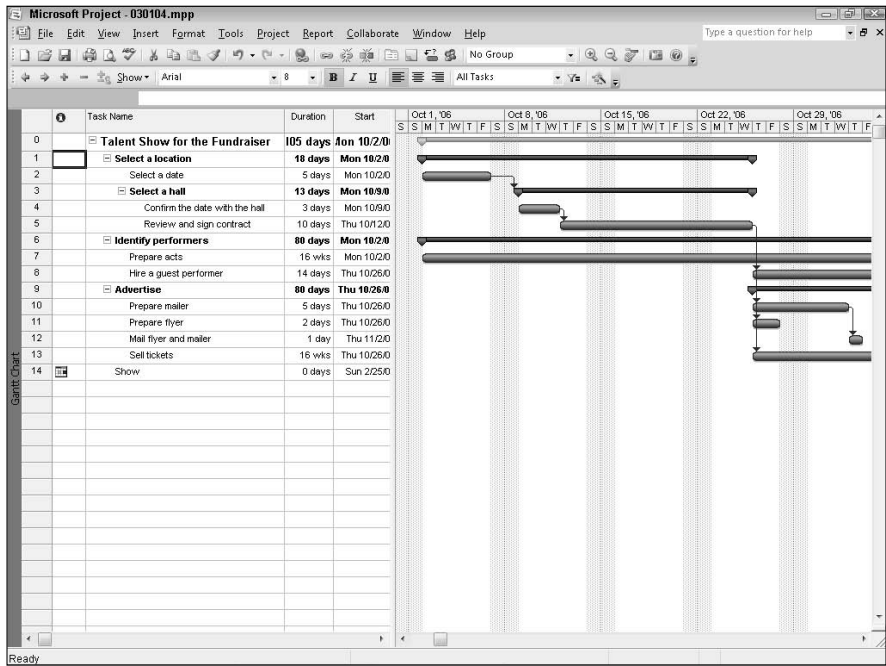 Microsoft Project - 030104.mpp
File Edit View Insert Format Tools Project Report Collaborate Window Help
Type a question for help
No Group
Show Arial 8 B I U All Tasks
Task Name Duration Start
Oct 1, '06 Oct 8, '06 Oct 15, '06 Oct 22, '06 Oct 29, '06
S S M T W T F S S M T W T F S S M T W T F S S M T W T F S S M T W T F
0 Talent Show for the Fundraiser 105 days Mon 10/2/0
1 Select a location 18 days Mon 10/2/0
2 Select a date 5 days Mon 10/2/0
3 Select a hall 13 days Mon 10/9/0
4 Confirm the date with the hall 3 days Mon 10/9/0
5 Review and sign contract 10 days Thu 10/12/0
6 Identify performers 80 days Mon 10/2/0
7 Prepare acts 16 wks Mon 10/2/0
8 Hire a guest performer 14 days Thu 10/26/0
9 Advertise 80 days Thu 10/26/0
10 Prepare mailer 5 days Thu 10/26/0
11 Prepare flyer 2 days Thu 10/26/0
12 Mail flyer and mailer 1 day Thu 11/2/0
13 Sell tickets 16 wks Thu 10/26/0
14 Show 0 days Sun 2/25/0
Gantt Chart
Ready